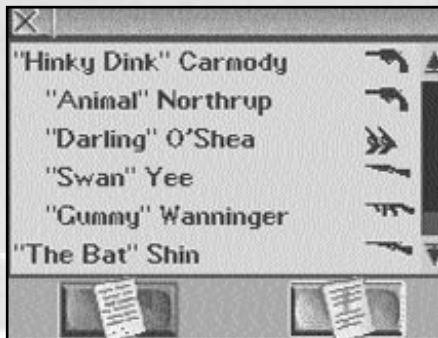 "Hinky Dink" Carmody
"Animal" Northrup
"Darling" O'Shea
"Swan" Yee
"Gummy" Wanninger
"The Bat" Shin